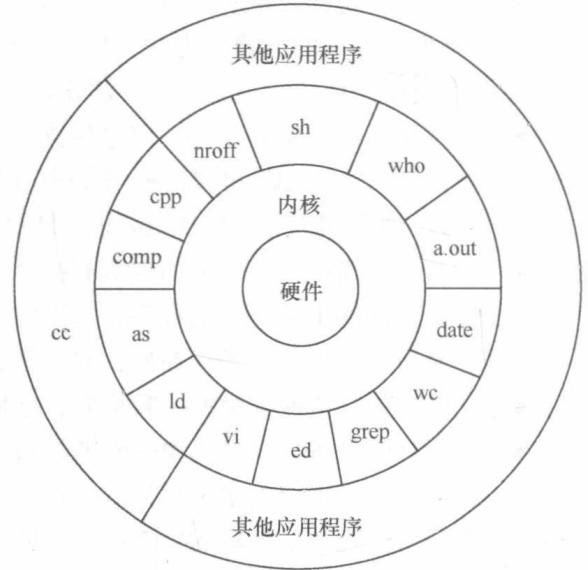 其他应用程序
sh
nroff
who
cpp
内核
comp
a.out
硬件
cc
as
date
ld
wc
vi
ed
grep
其他应用程序